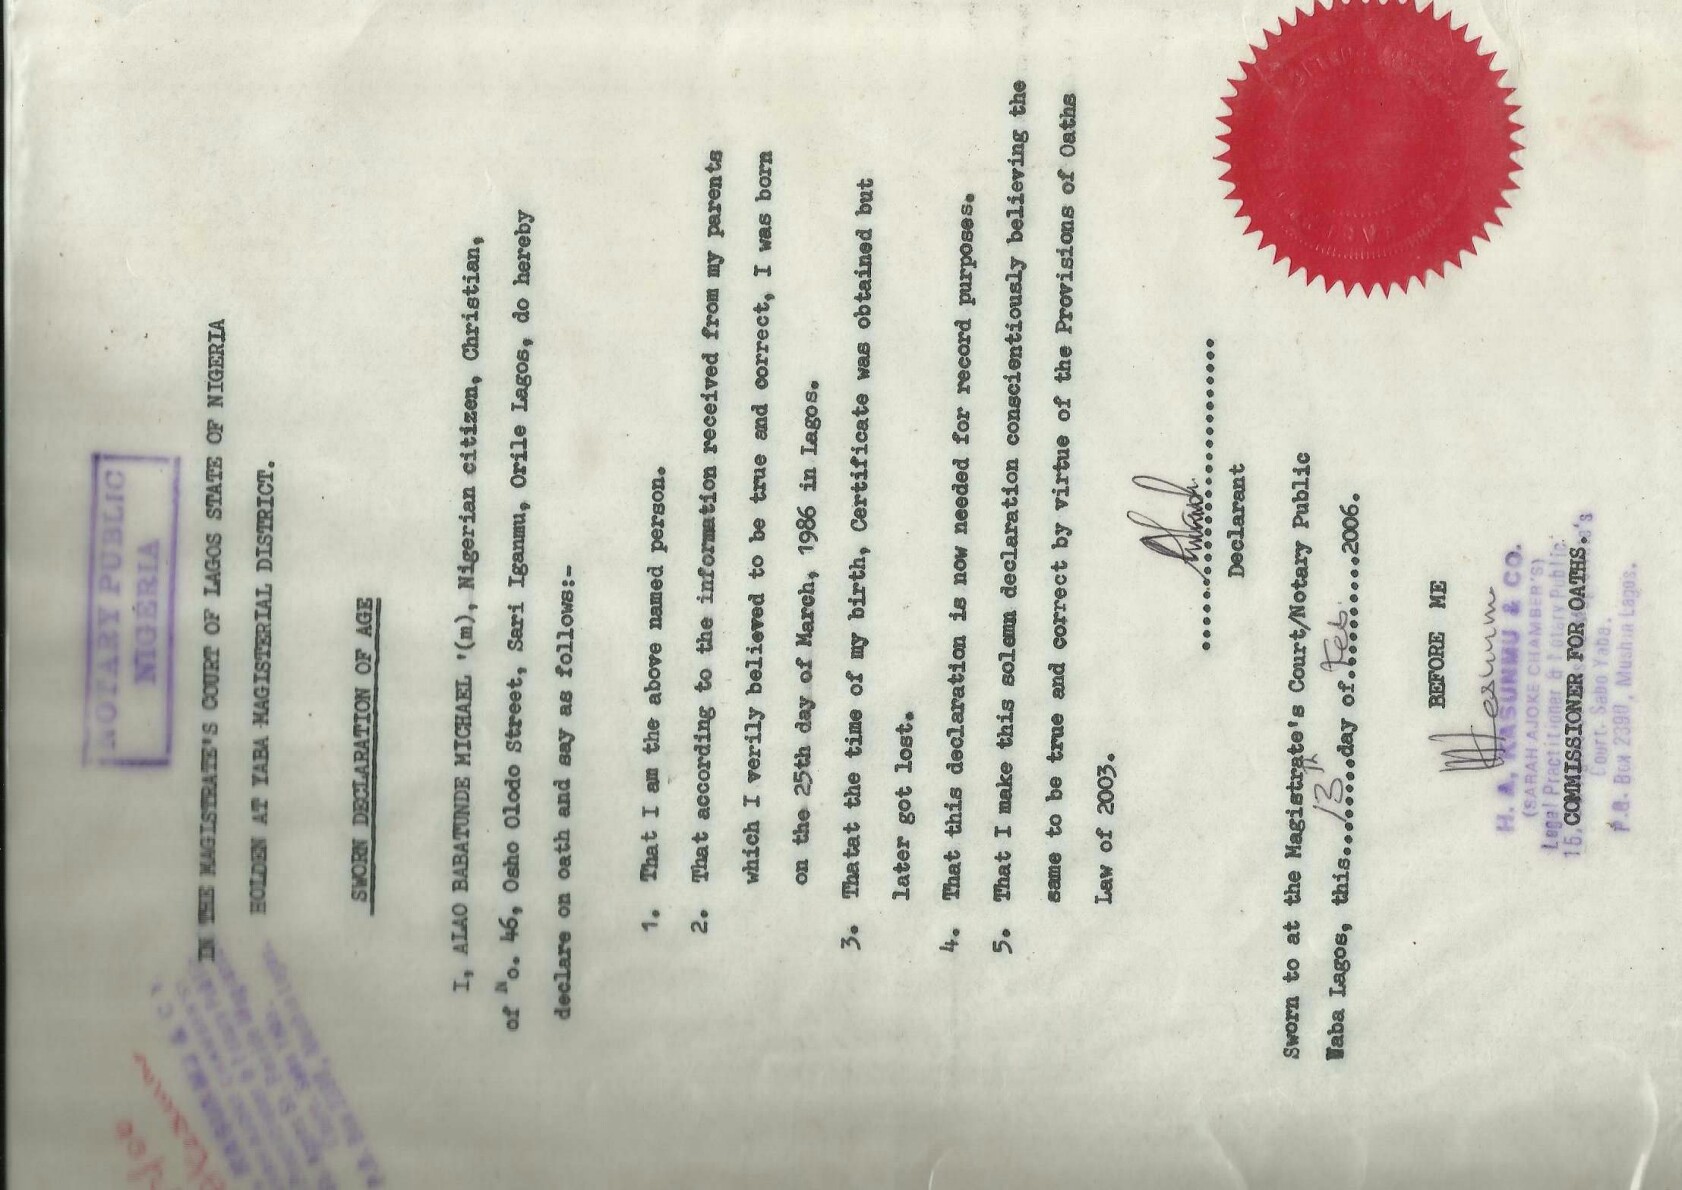 NOTARY PUBLIC
NIGERIA
IN THE MAGISTRATE'S COURT OF LAGOS STATE OF NIGERIA
HOLDEN AT YABA MAGISTERIAL DISTRICT.
SWORN DECLARATION OF AGE
I, ALAO BABATUNDE MICHAEL '(m), Nigerian citizen, Christian,
of No. 46, Osho Olodo Street, Sari Iganmu, Orile Lagos, do hereby
declare on oath and say as follows:-
1. That I am the above named person.
2. That according to the information received from my parents
which I verily believed to be true and correct, I was born
on the 25th day of March, 1986 in Lagos.
3. Thatat the time of my birth, Certificate was obtained but
later got lost.
4. That this declaration is now needed for record purposes.
5. That I make this solemn declaration conscientiously believing the
same to be true and correct by virtue of the Provisions of Oaths
Law of 2003.
Declarant
Sworn to at the Magistrate's Court/Notary Public
Yaba Lagos, this 13th day of Feb. 2006.
BEFORE ME
H. A. KASUNMU & CO.
(SARAH AJOKE CHAMBER'S)
Legal Practitioner & Notary Public
15, COMMISSIONER FOR OATHS.
Court. Sabo Yaba.
P.O. Box 2390, Mushin Lagos.